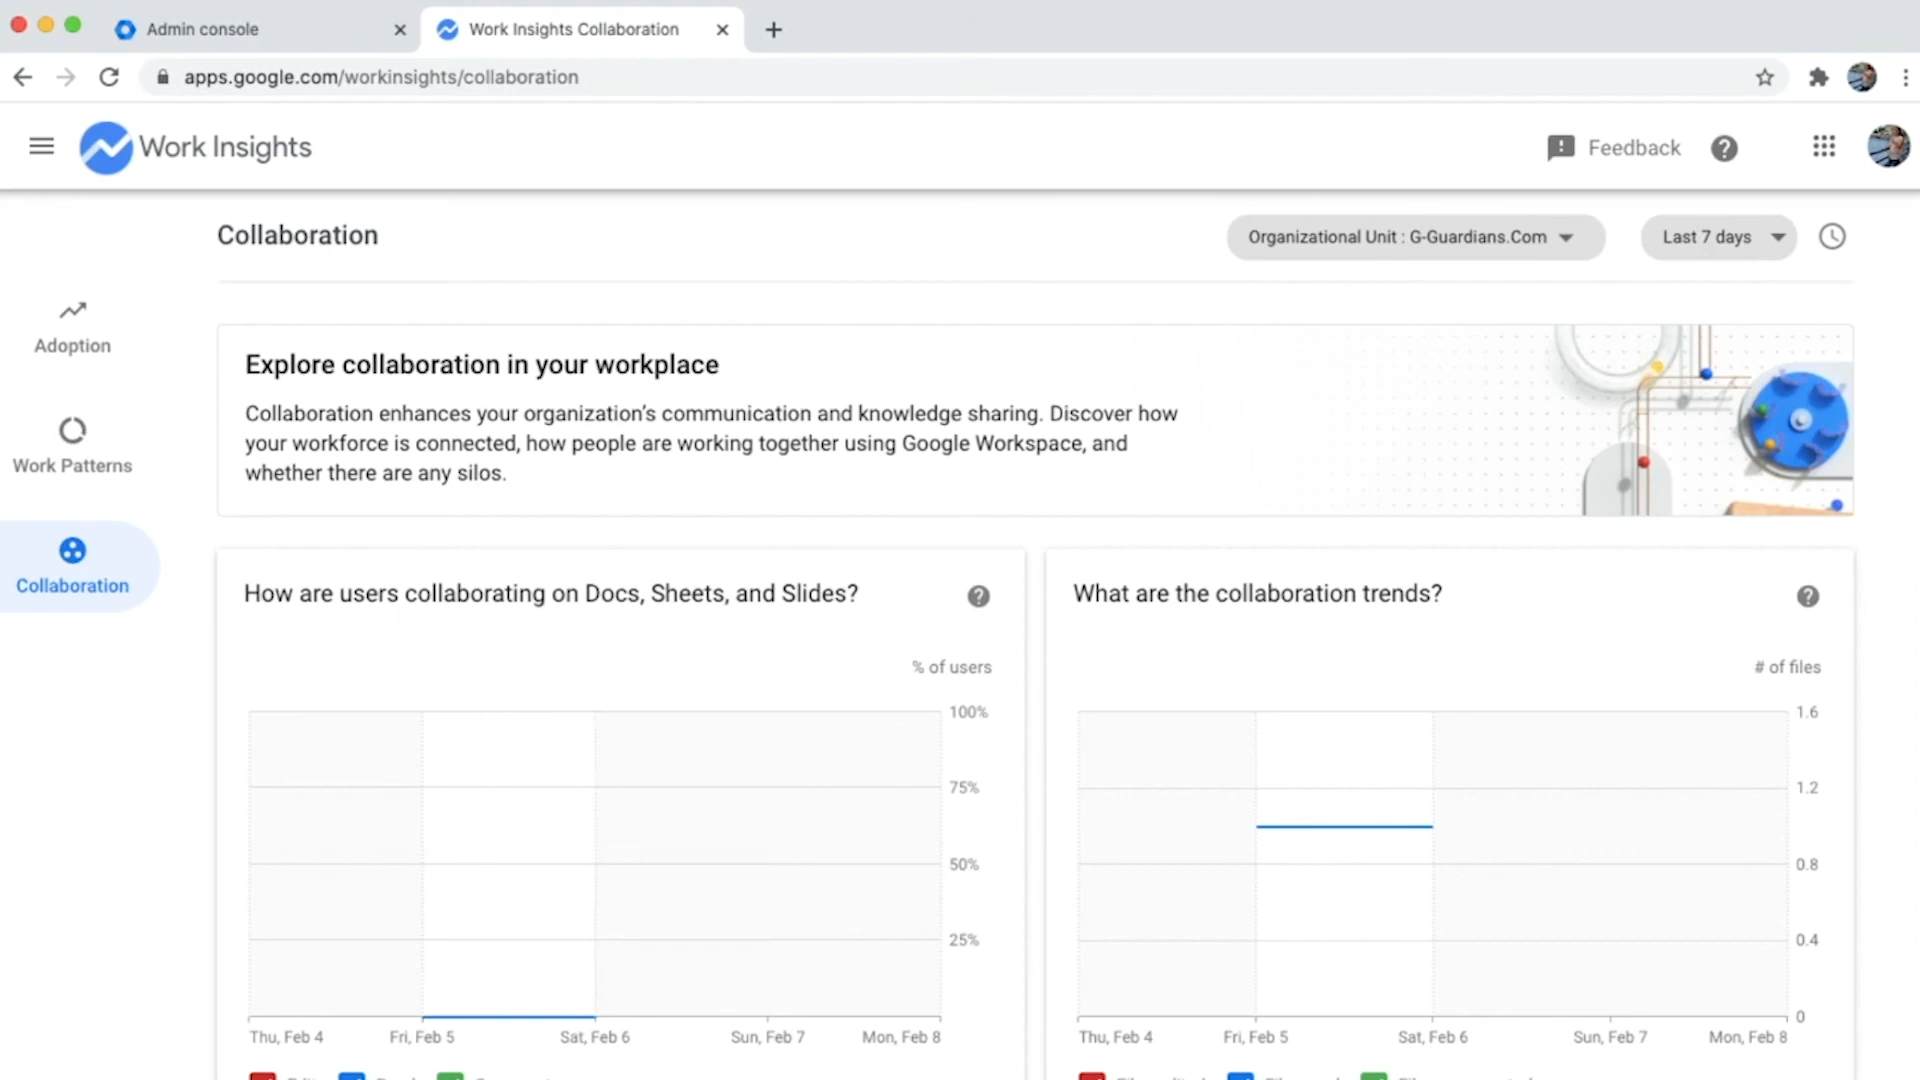 Admin console
Work Insights Collaboration
apps.google.com/workinsights/collaboration
Work Insights
Feedback
Collaboration
Organizational Unit : G-Guardians.Com
Last 7 days
Adoption
Work Patterns
Collaboration
Explore collaboration in your workplace
Collaboration enhances your organization's communication and knowledge sharing. Discover how
your workforce is connected, how people are working together using Google Workspace, and
whether there are any silos.
How are users collaborating on Docs, Sheets, and Slides?
% of users
100%
75%
50%
25%
Thu, Feb 4 Fri, Feb 5 Sat, Feb 6 Sun, Feb 7 Mon, Feb 8
What are the collaboration trends?
# of files
1.6
1.2
0.8
0.4
0
Thu, Feb 4 Fri, Feb 5 Sat, Feb 6 Sun, Feb 7 Mon, Feb 8